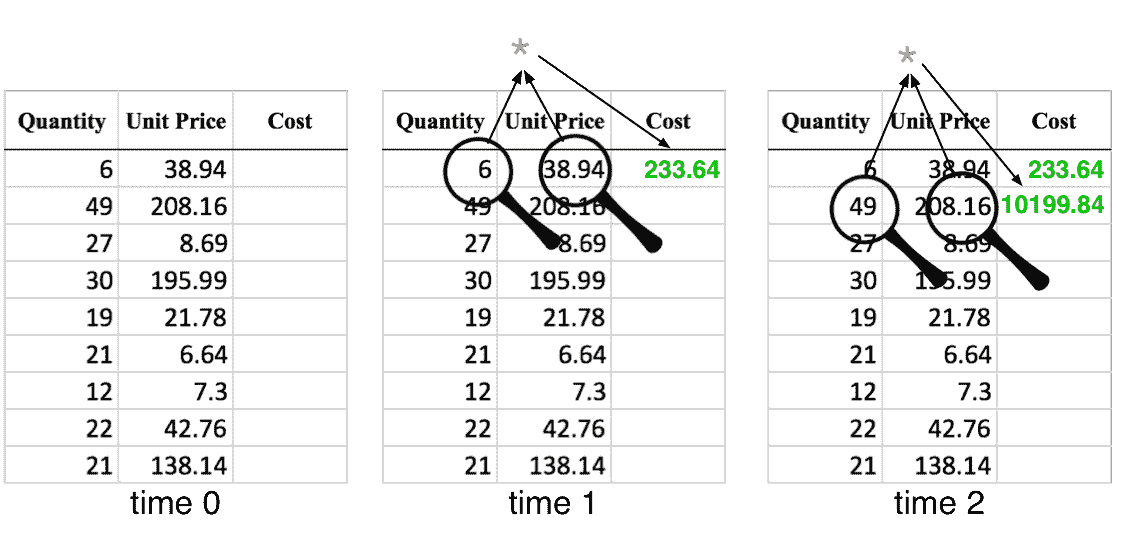 * *
Quantity Unit Price Cost Quantity Unit Price Cost Quantity Unit Price Cost
6 38.94 6 38.94 233.64 6 38.94 233.64
49 208.16 49 208.16 49 208.16 10199.84
27 8.69 27 8.69 27 8.69
30 195.99 30 195.99 30 195.99
19 21.78 19 21.78 19 21.78
21 6.64 21 6.64 21 6.64
12 7.3 12 7.3 12 7.3
22 42.76 22 42.76 22 42.76
21 138.14 21 138.14 21 138.14
time 0 time 1 time 2